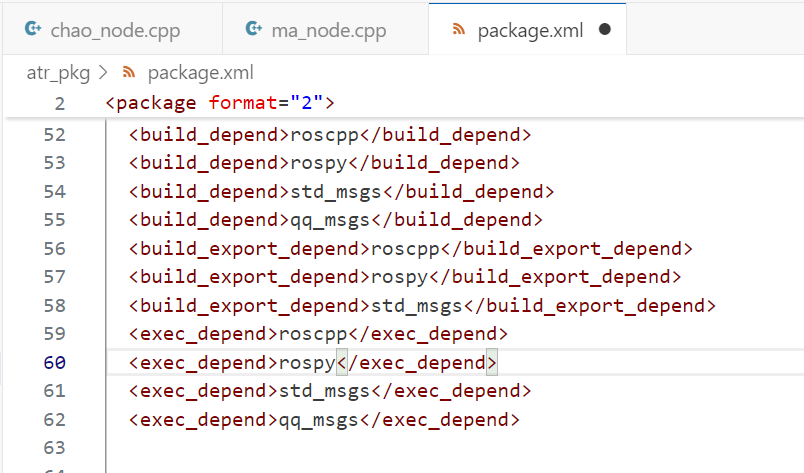 chao_node.cpp ma_node.cpp package.xml
atr_pkg > package.xml
2 <package format="2">
52 <build_depend>roscpp</build_depend>
53 <build_depend>rospy</build_depend>
54 <build_depend>std_msgs</build_depend>
55 <build_depend>qq_msgs</build_depend>
56 <build_export_depend>roscpp</build_export_depend>
57 <build_export_depend>rospy</build_export_depend>
58 <build_export_depend>std_msgs</build_export_depend>
59 <exec_depend>roscpp</exec_depend>
60 <exec_depend>rospy</exec_depend>
61 <exec_depend>std_msgs</exec_depend>
62 <exec_depend>qq_msgs</exec_depend>
63